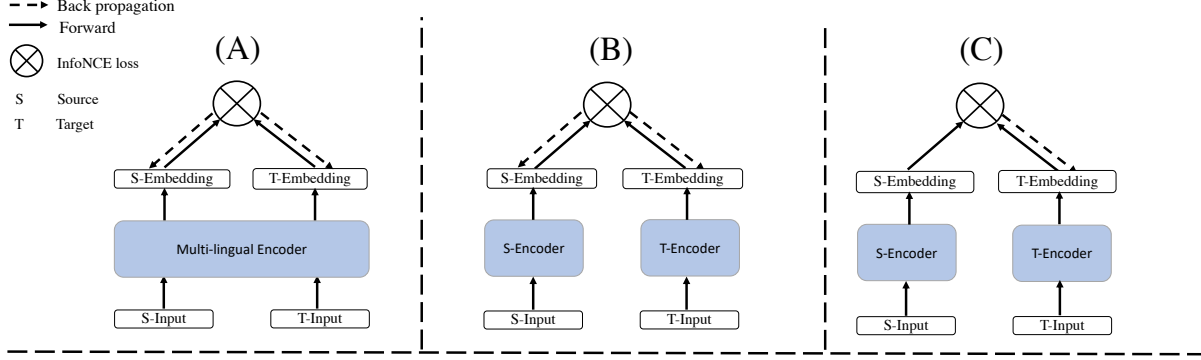 Back propagation
Forward
InfoNCE loss
S Source
T Target
(A)
S-Embedding T-Embedding
Multi-lingual Encoder
S-Input T-Input
(B)
S-Embedding T-Embedding
S-Encoder T-Encoder
S-Input T-Input
(C)
S-Embedding T-Embedding
S-Encoder T-Encoder
S-Input T-Input